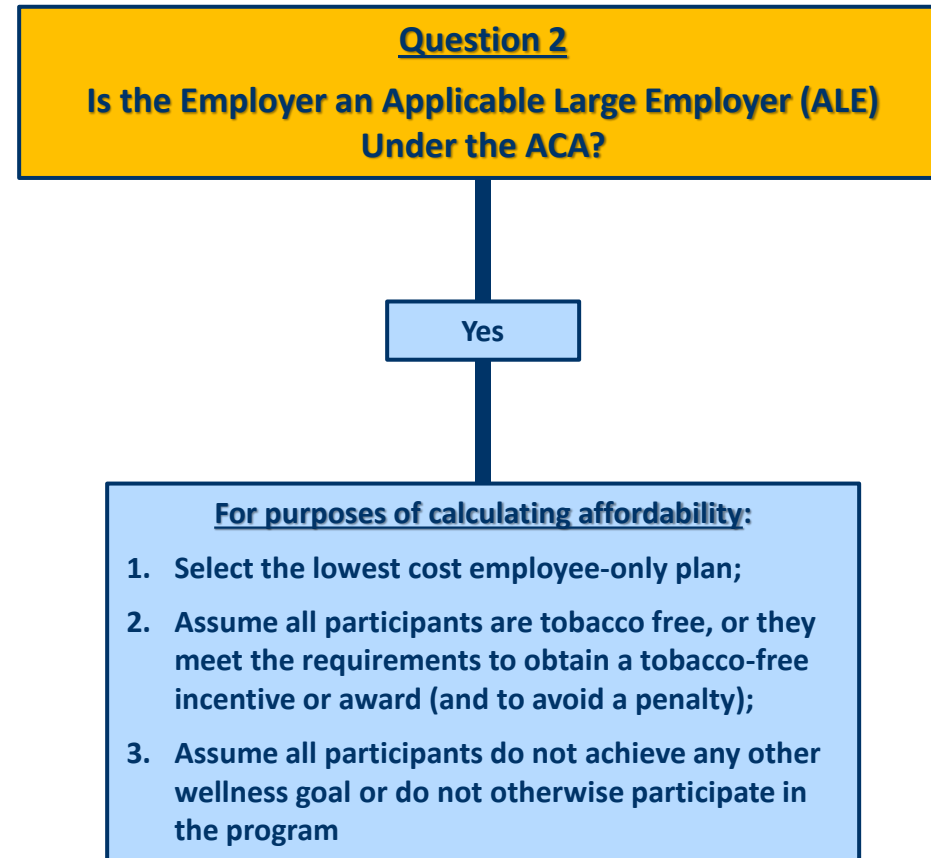 Question 2
Is the Employer an Applicable Large Employer (ALE)
Under the ACA?
Yes
For purposes of calculating affordability:
1. Select the lowest cost employee-only plan;
2. Assume all participants are tobacco free, or they
meet the requirements to obtain a tobacco-free
incentive or award (and to avoid a penalty);
3. Assume all participants do not achieve any other
wellness goal or do not otherwise participate in
the program